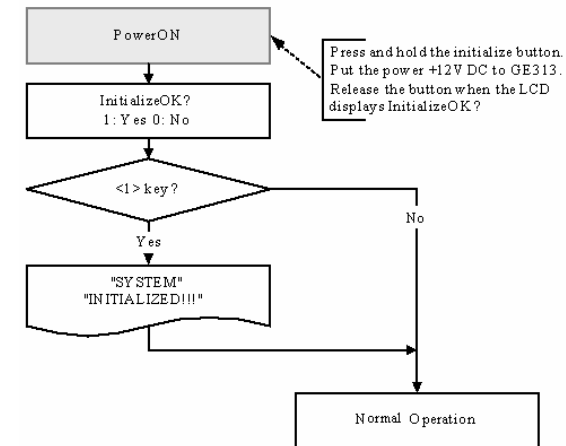 PowerON
Press and hold the initialize button.
Put the power +12V DC to GE313.
Release the button when the LCD
displays InitializeOK?
InitializeOK?
1: Yes 0: No
<1> key?
No
Yes
"SYSTEM"
"INITIALIZED!!!"
Normal Operation